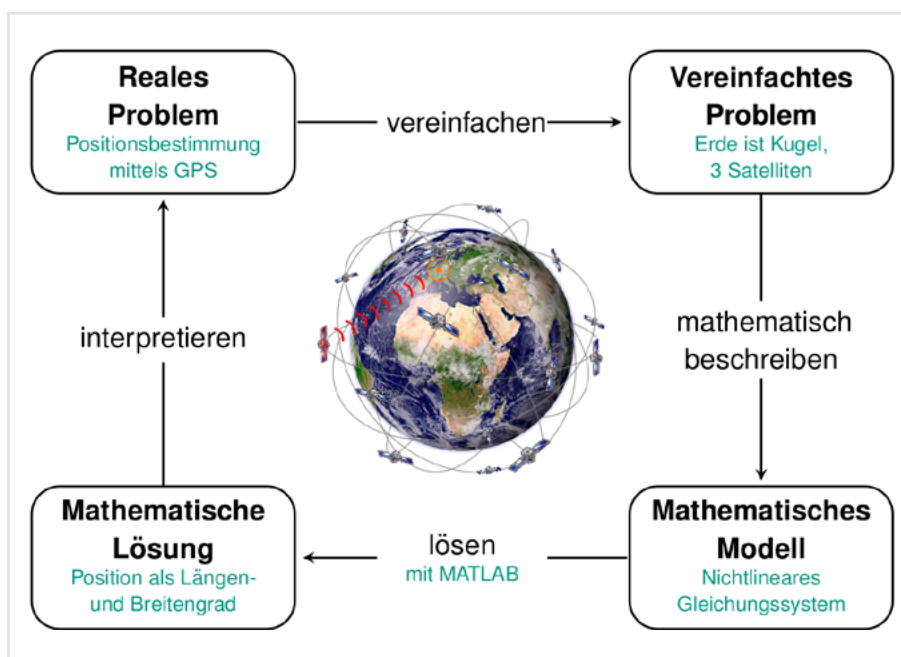 Reales
Problem
Positionsbestimmung
mittels GPS
vereinfachen
Vereinfachtes
Problem
Erde ist Kugel,
3 Satelliten
interpretieren
mathematisch
beschreiben
Mathematische
Lösung
Position als Längen-
und Breitengrad
lösen
mit MATLAB
Mathematisches
Modell
Nichtlineares
Gleichungssystem